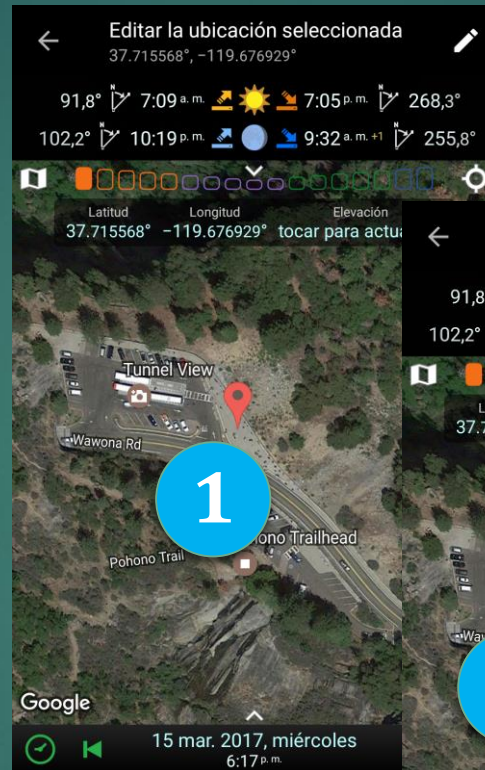 Editar la ubicación seleccionada
37.715568°, −119.676929°
91,8° N 7:09 a. m. 7:05 p. m. N 268,3°
102,2° N 10:19 p. m. 9:32 a. m. +1 N 255,8°
Latitud Longitud Elevación
37.715568° −119.676929° tocar para actua
91,8
102,2°
L
37.7
Tunnel View
Wawona Rd
1
ono Trailhead
Pohono Trail
Wav
Google
15 mar. 2017, miércoles
6:17 p. m.